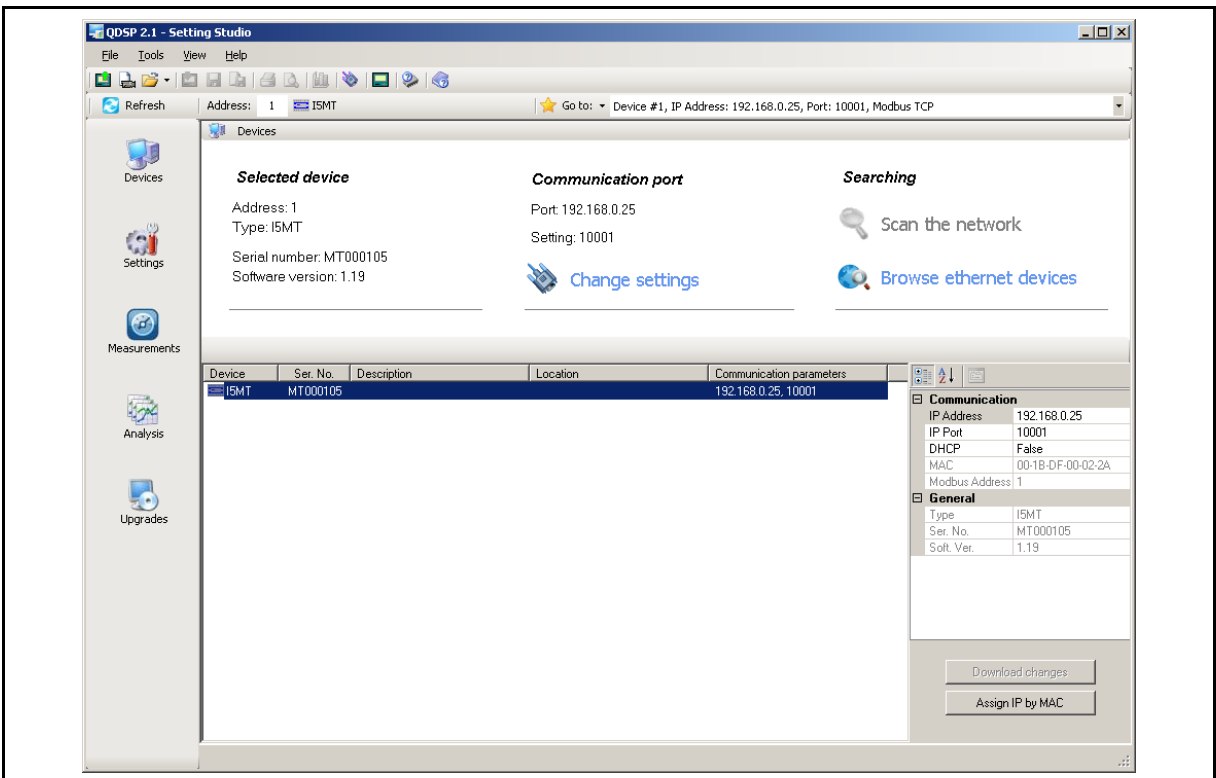 QDSP 2.1 - Setting Studio
File Tools View Help
Refresh Address: 1 I5MT Go to: Device #1, IP Address: 192.168.0.25, Port: 10001, Modbus TCP
Devices
Devices
Settings
Measurements
Analysis
Upgrades
Selected device
Address: 1
Type: I5MT
Serial number: MT000105
Software version: 1.19
Communication port
Port: 192.168.0.25
Setting: 10001
Change settings
Searching
Scan the network
Browse ethernet devices
Device Ser. No. Description Location Communication parameters
I5MT MT000105 192.168.0.25, 10001
Communication
IP Address 192.168.0.25
IP Port 10001
DHCP False
MAC 00-1B-DF-00-02-2A
Modbus Address 1
General
Type I5MT
Ser. No. MT000105
Soft. Ver. 1.19
Download changes
Assign IP by MAC